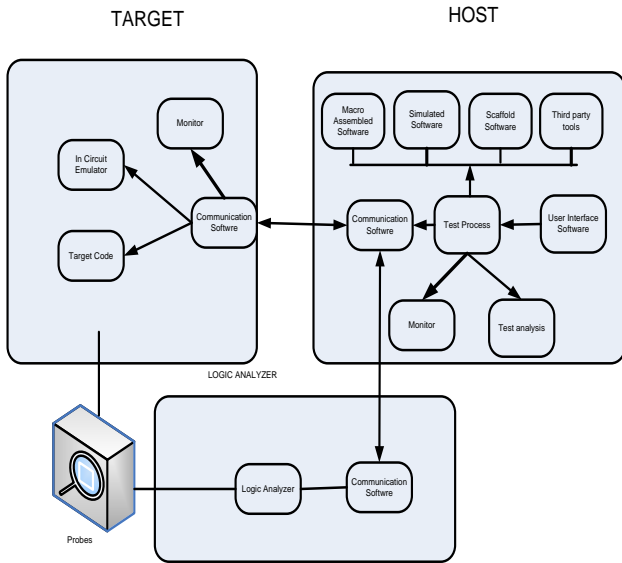 TARGET
HOST
Monitor
In Circuit
Emulator
Communication
Softwre
Target Code
Macro
Assembled
Software
Simulated
Software
Scaffold
Software
Third party
tools
Communication
Softwre
Test Process
User Interface
Software
Monitor
Test analysis
LOGIC ANALYZER
Logic Analyzer
Communication
Softwre
Probes